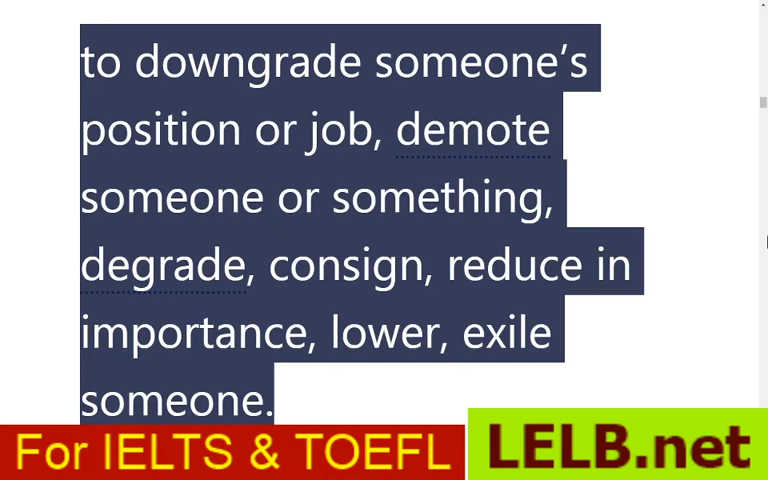 to downgrade someone’s
position or job, demote
someone or something,
degrade, consign, reduce in
importance, lower, exile
someone.
For IELTS & TOEFL LELB.net